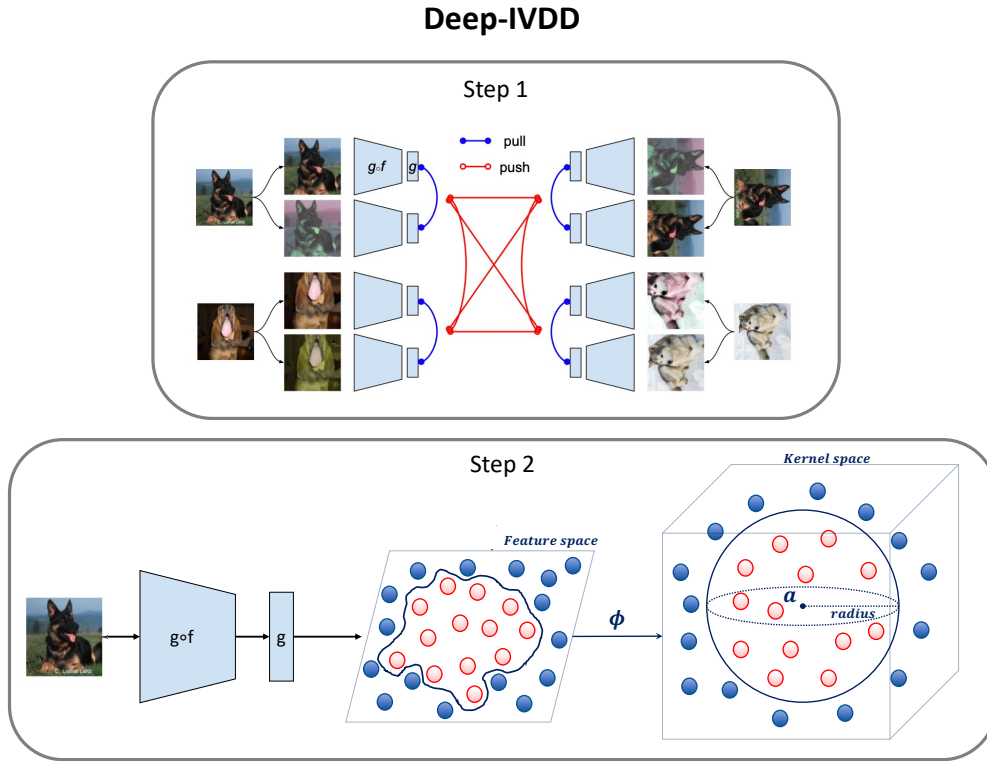 Deep-IVDD
Step 1
pull
push
g∘f
g
Step 2
Kernel space
Feature space
a
radius
ϕ
g∘f
g